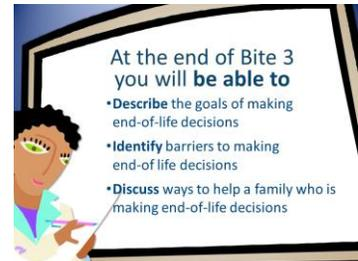 At the end of Bite 3
you will be able to
•Describe the goals of making
end-of-life decisions
•Identify barriers to making
end-of life decisions
•Discuss ways to help a family who is
making end-of-life decisions